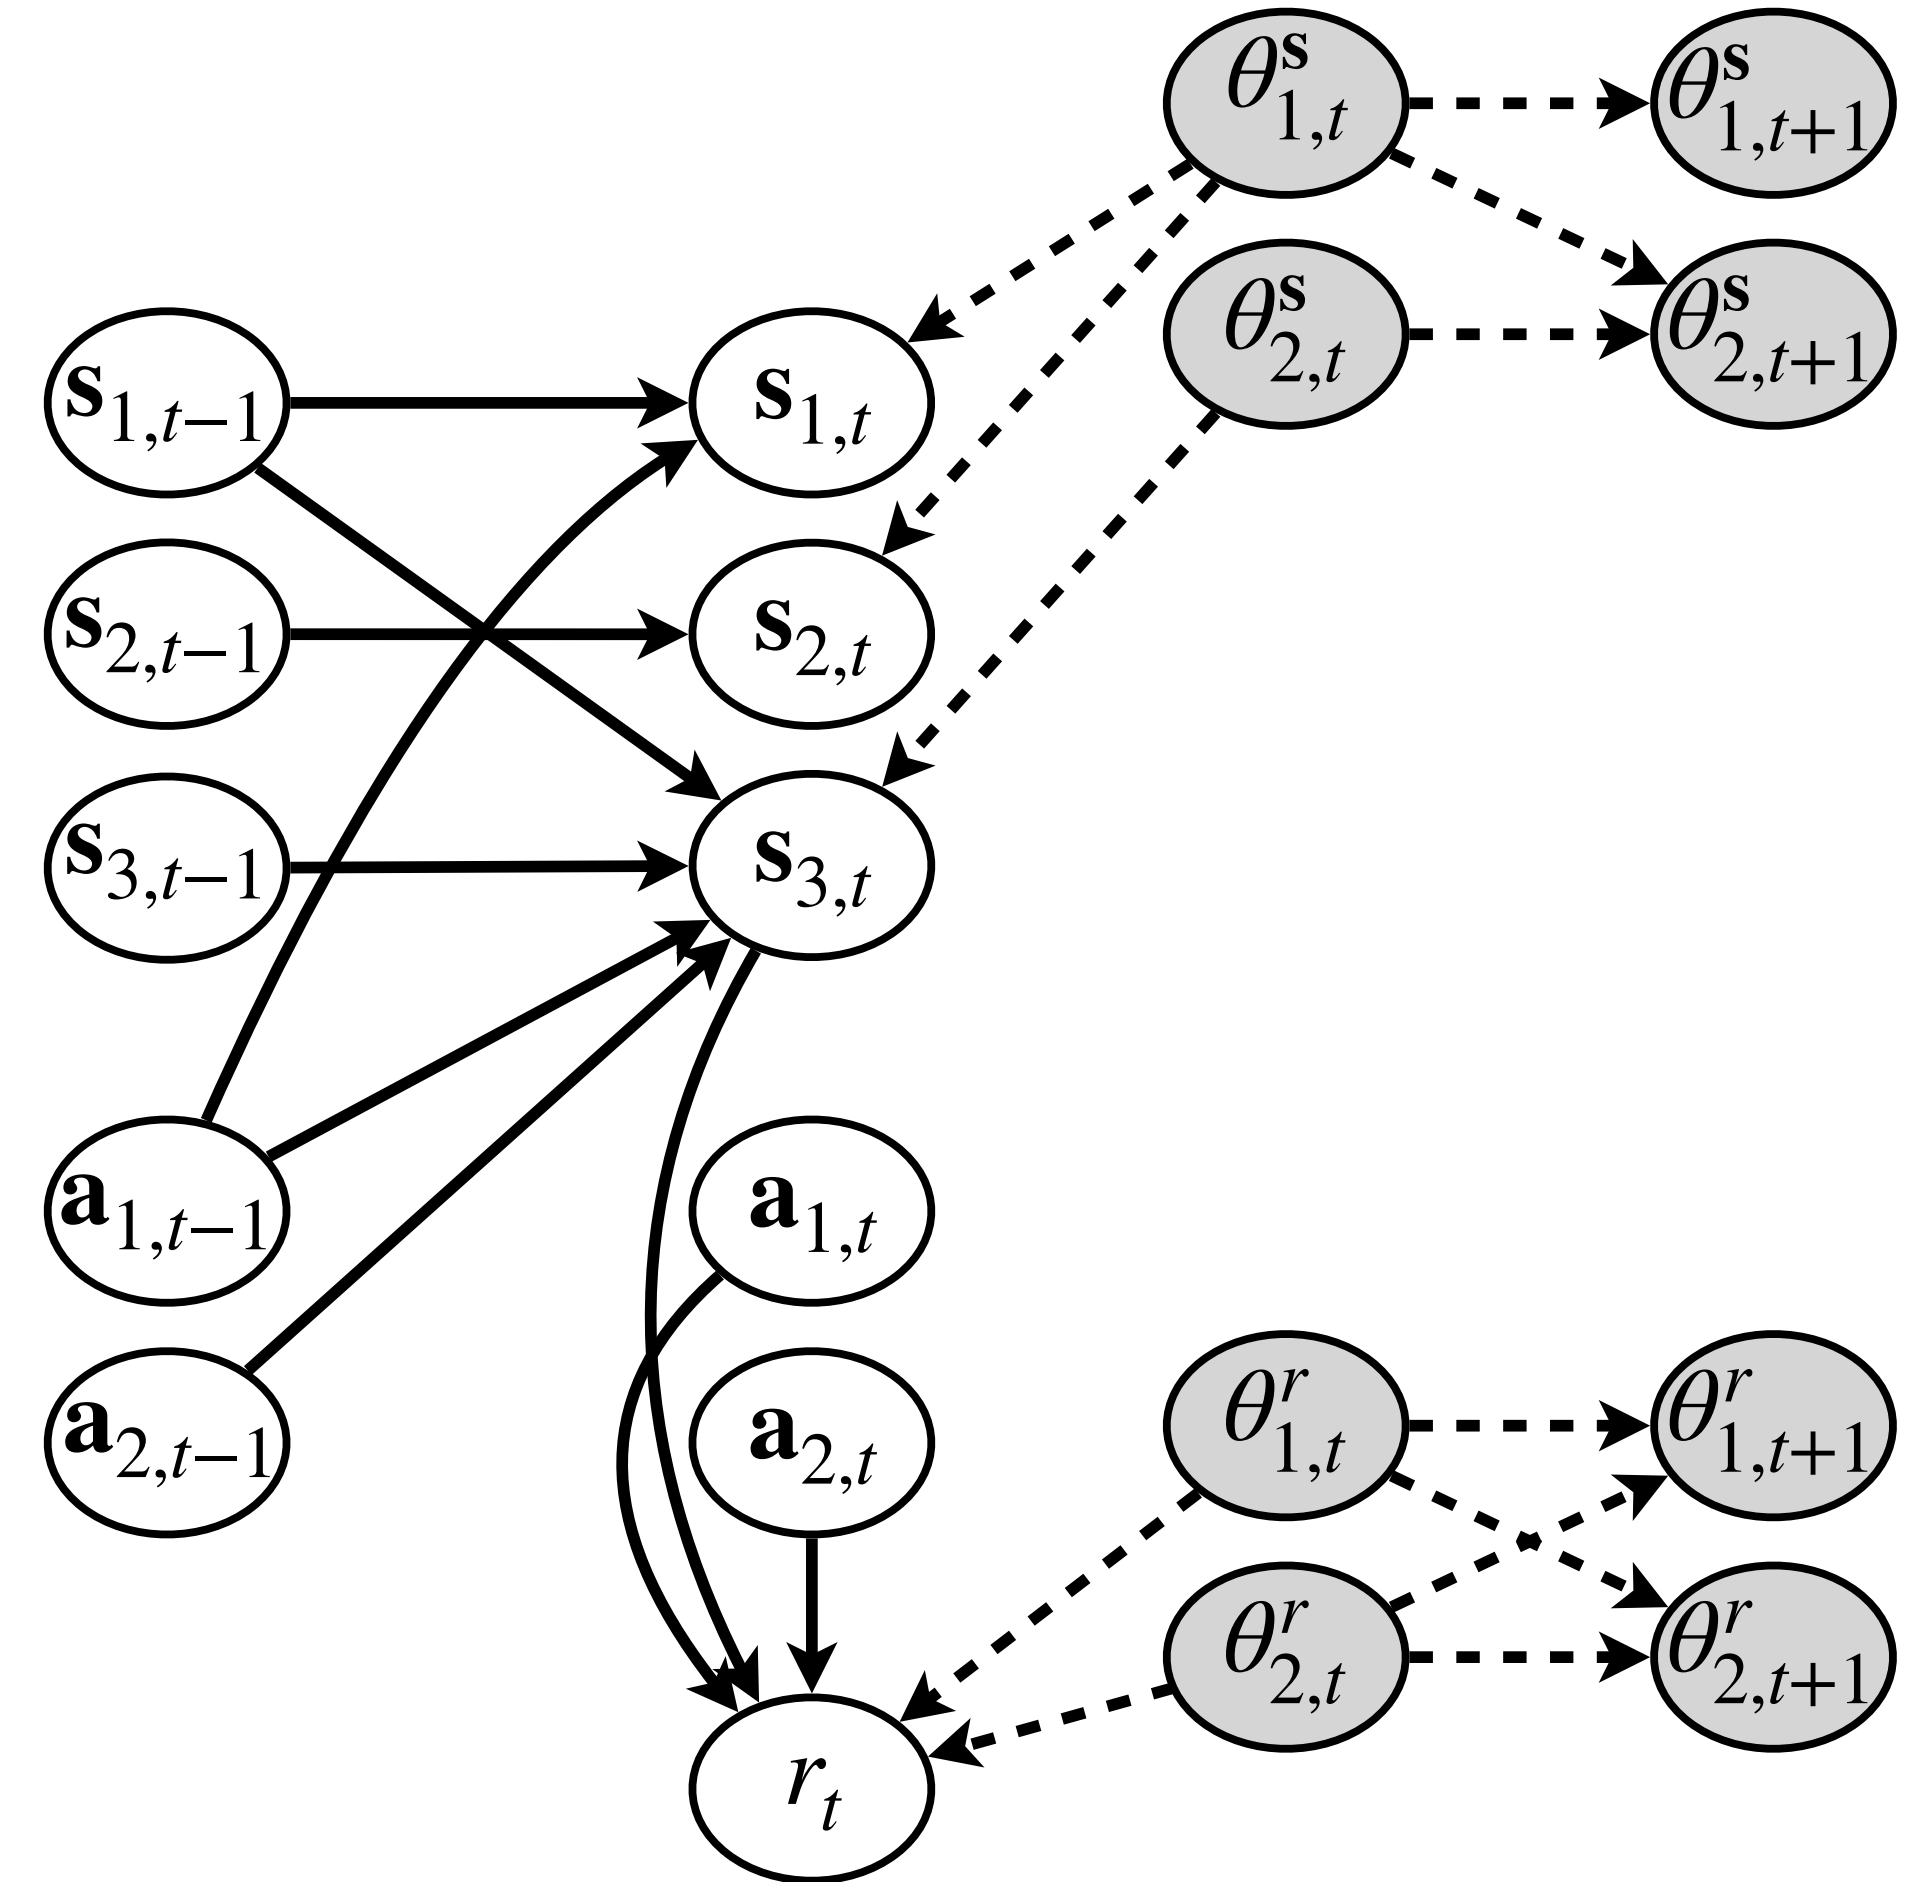 θ^s_{1,t}
θ^s_{1,t+1}
θ^s_{2,t}
θ^s_{2,t+1}
s_{1,t−1}
s_{1,t}
s_{2,t−1}
s_{2,t}
s_{3,t−1}
s_{3,t}
a_{1,t−1}
a_{1,t}
a_{2,t−1}
a_{2,t}
θ^r_{1,t}
θ^r_{1,t+1}
θ^r_{2,t}
θ^r_{2,t+1}
r_t